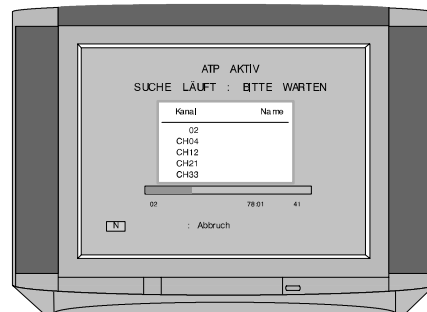 ATP AKTIV
SUCHE LÄUFT : BITTE WARTEN
Kanal Name
02
CH04
CH12
CH21
CH33
02 78:01 41
N : Abbruch